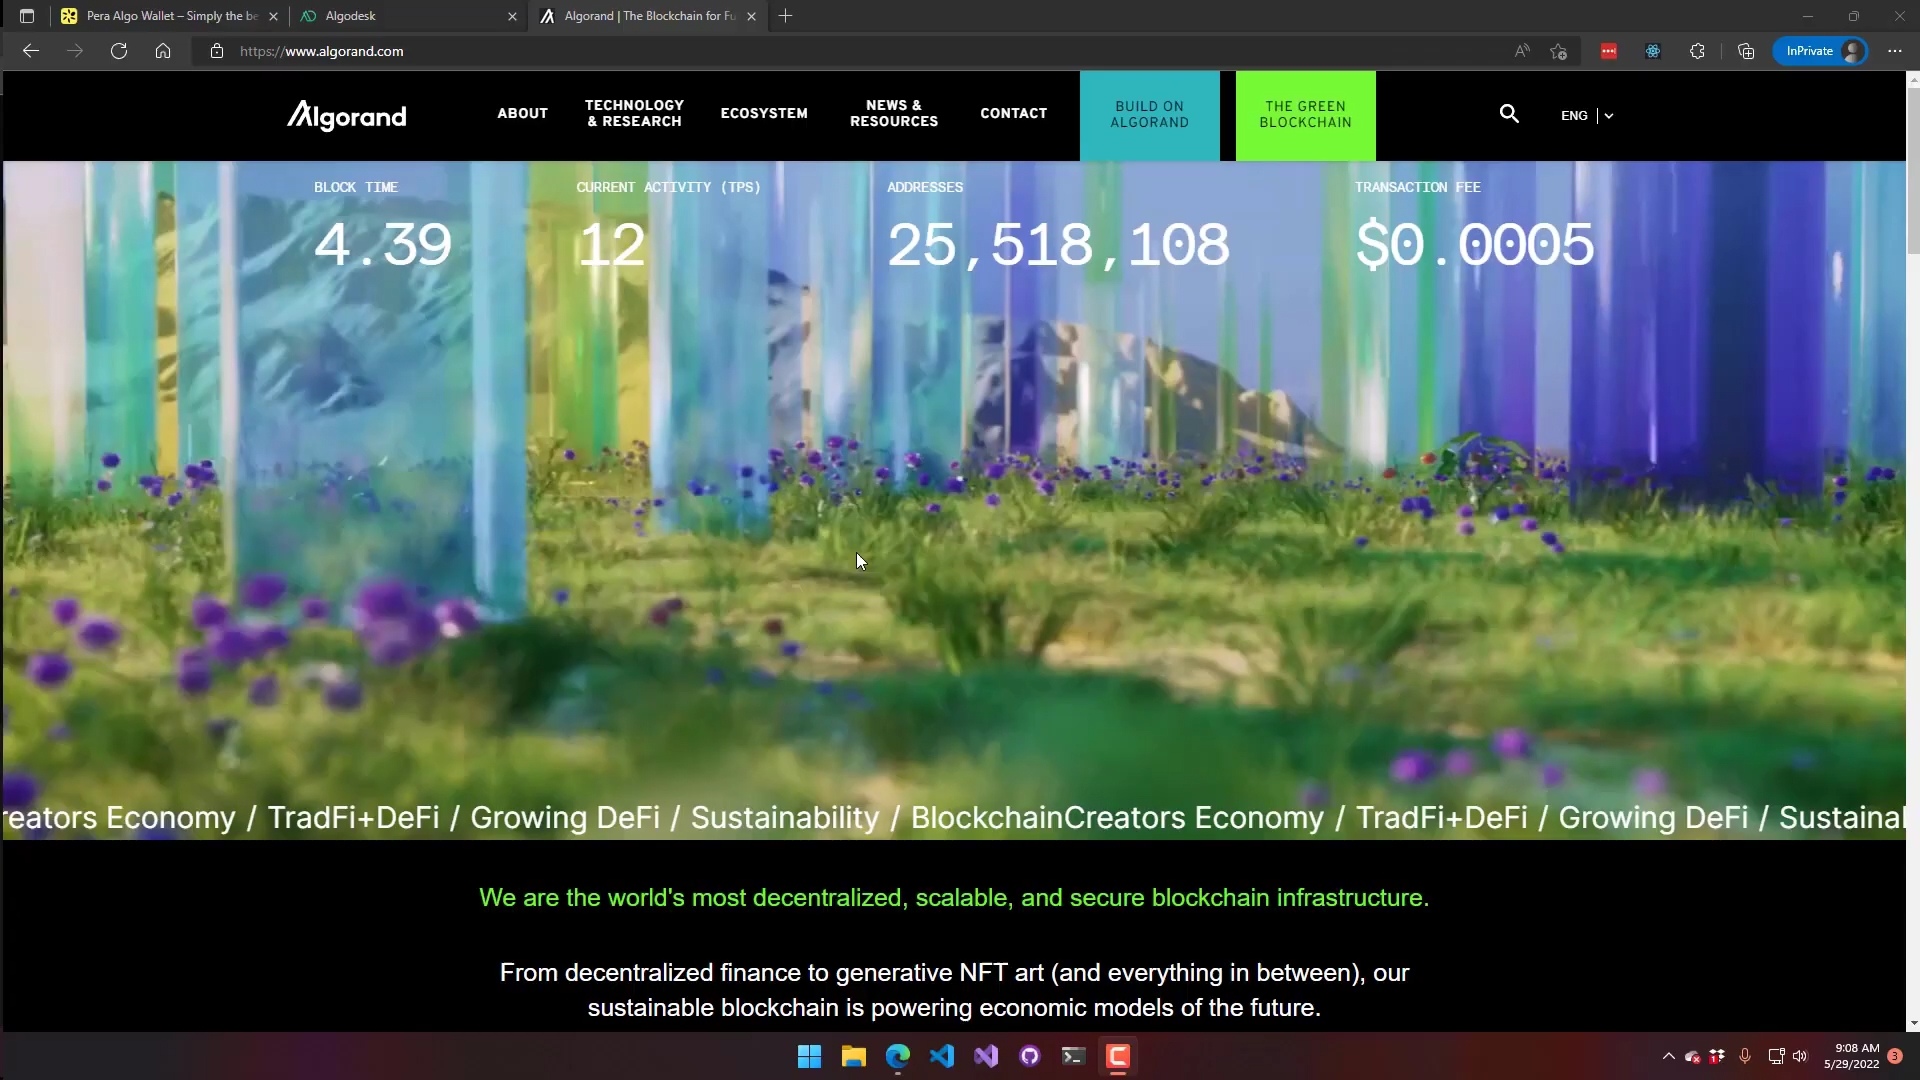 Pera Algo Wallet – Simply the be
Algodesk
Algorand | The Blockchain for Fu
https://www.algorand.com
InPrivate
Algorand
ABOUT
TECHNOLOGY
& RESEARCH
ECOSYSTEM
NEWS &
RESOURCES
CONTACT
BUILD ON
ALGORAND
THE GREEN
BLOCKCHAIN
ENG
BLOCK TIME
4.39
CURRENT ACTIVITY (TPS)
12
ADDRESSES
25,518,108
TRANSACTION FEE
$0.0005
reators Economy / TradFi+DeFi / Growing DeFi / Sustainability / BlockchainCreators Economy / TradFi+DeFi / Growing DeFi / Sustainal
We are the world's most decentralized, scalable, and secure blockchain infrastructure.
From decentralized finance to generative NFT art (and everything in between), our
sustainable blockchain is powering economic models of the future.
9:08 AM
5/29/2022
3